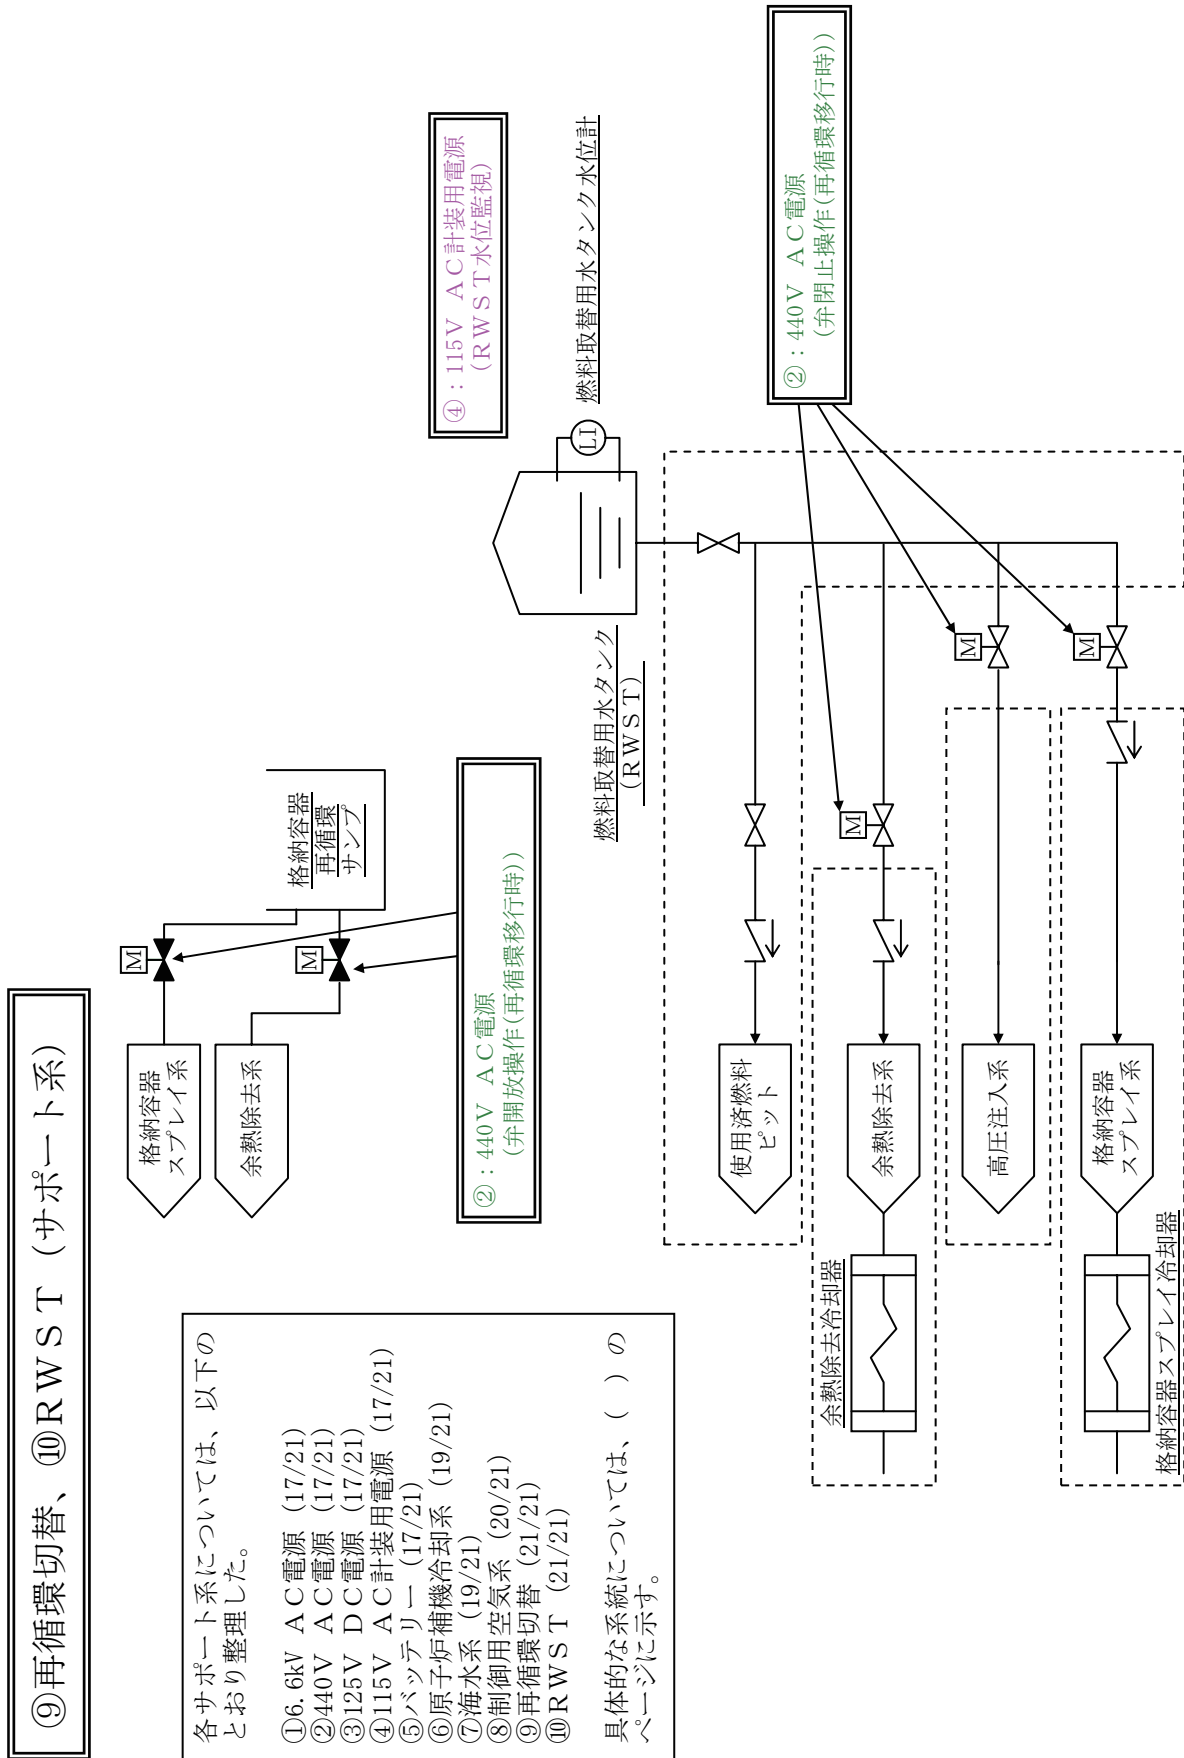 ⑨再循環切替、⑩RWST（サポート系）
各サポート系については、以下の
とおり整理した。
①6.6kV AC電源 (17/21)
②440V AC電源 (17/21)
③125V DC電源 (17/21)
④115V AC計装用電源 (17/21)
⑤バッテリー (17/21)
⑥原子炉補機冷却系 (19/21)
⑦海水系 (19/21)
⑧制御用空気系 (20/21)
⑨再循環切替 (21/21)
⑩RWST (21/21)
具体的な系統については、( ) の
ページに示す。
格納容器
スプレイ系
余熱除去系
M
M
格納容器
再循環
サンプ
②：440V AC電源
(弁開放操作(再循環移行時))
④：115V AC計装用電源
(RWST水位監視)
燃料取替用水タンク水位計
LI
燃料取替用水タンク
(RWST)
②：440V AC電源
(弁閉止操作(再循環移行時))
使用済燃料
ピット
M
余熱除去系
余熱除去冷却器
M
高圧注入系
M
格納容器
スプレイ系
格納容器スプレイ冷却器